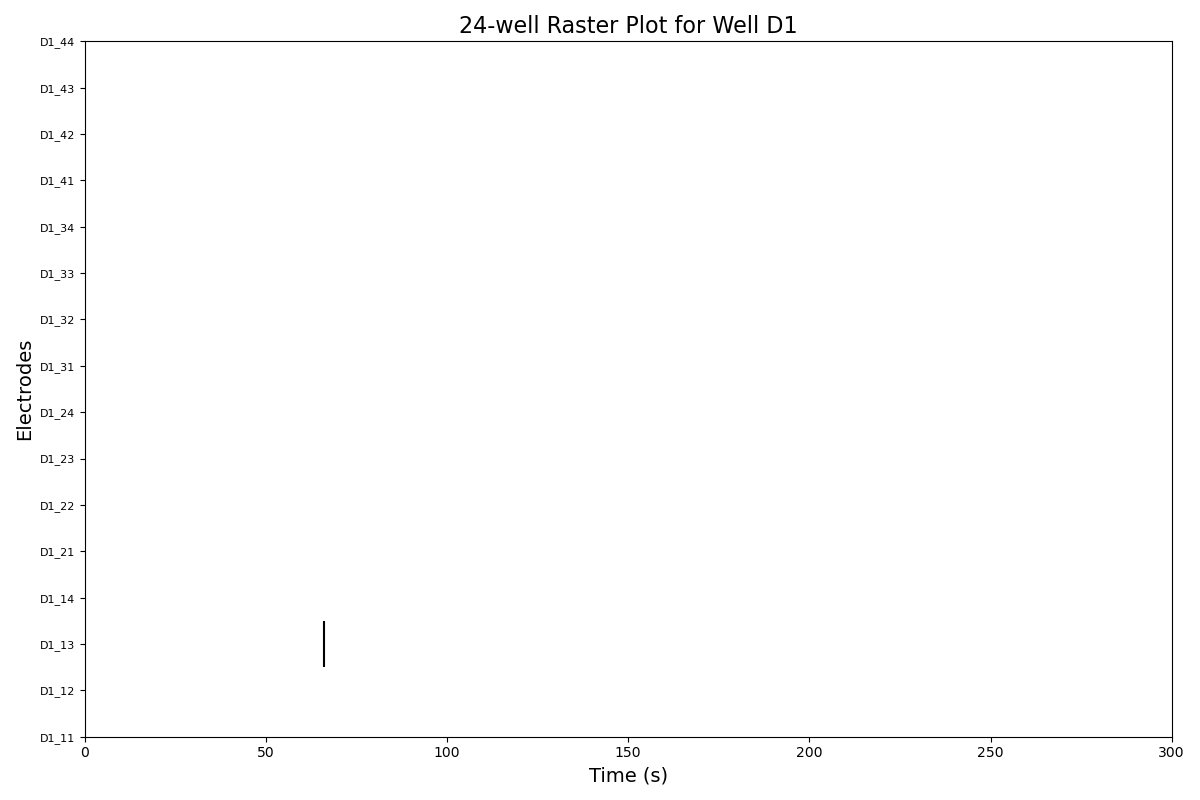 24-well Raster Plot for Well D1
D1_44
D1_43
D1_42
D1_41
D1_34
D1_33
D1_32
D1_31
D1_24
D1_23
D1_22
D1_21
D1_14
D1_13
D1_12
D1_11
Electrodes
0 50 100 150 200 250 300
Time (s)